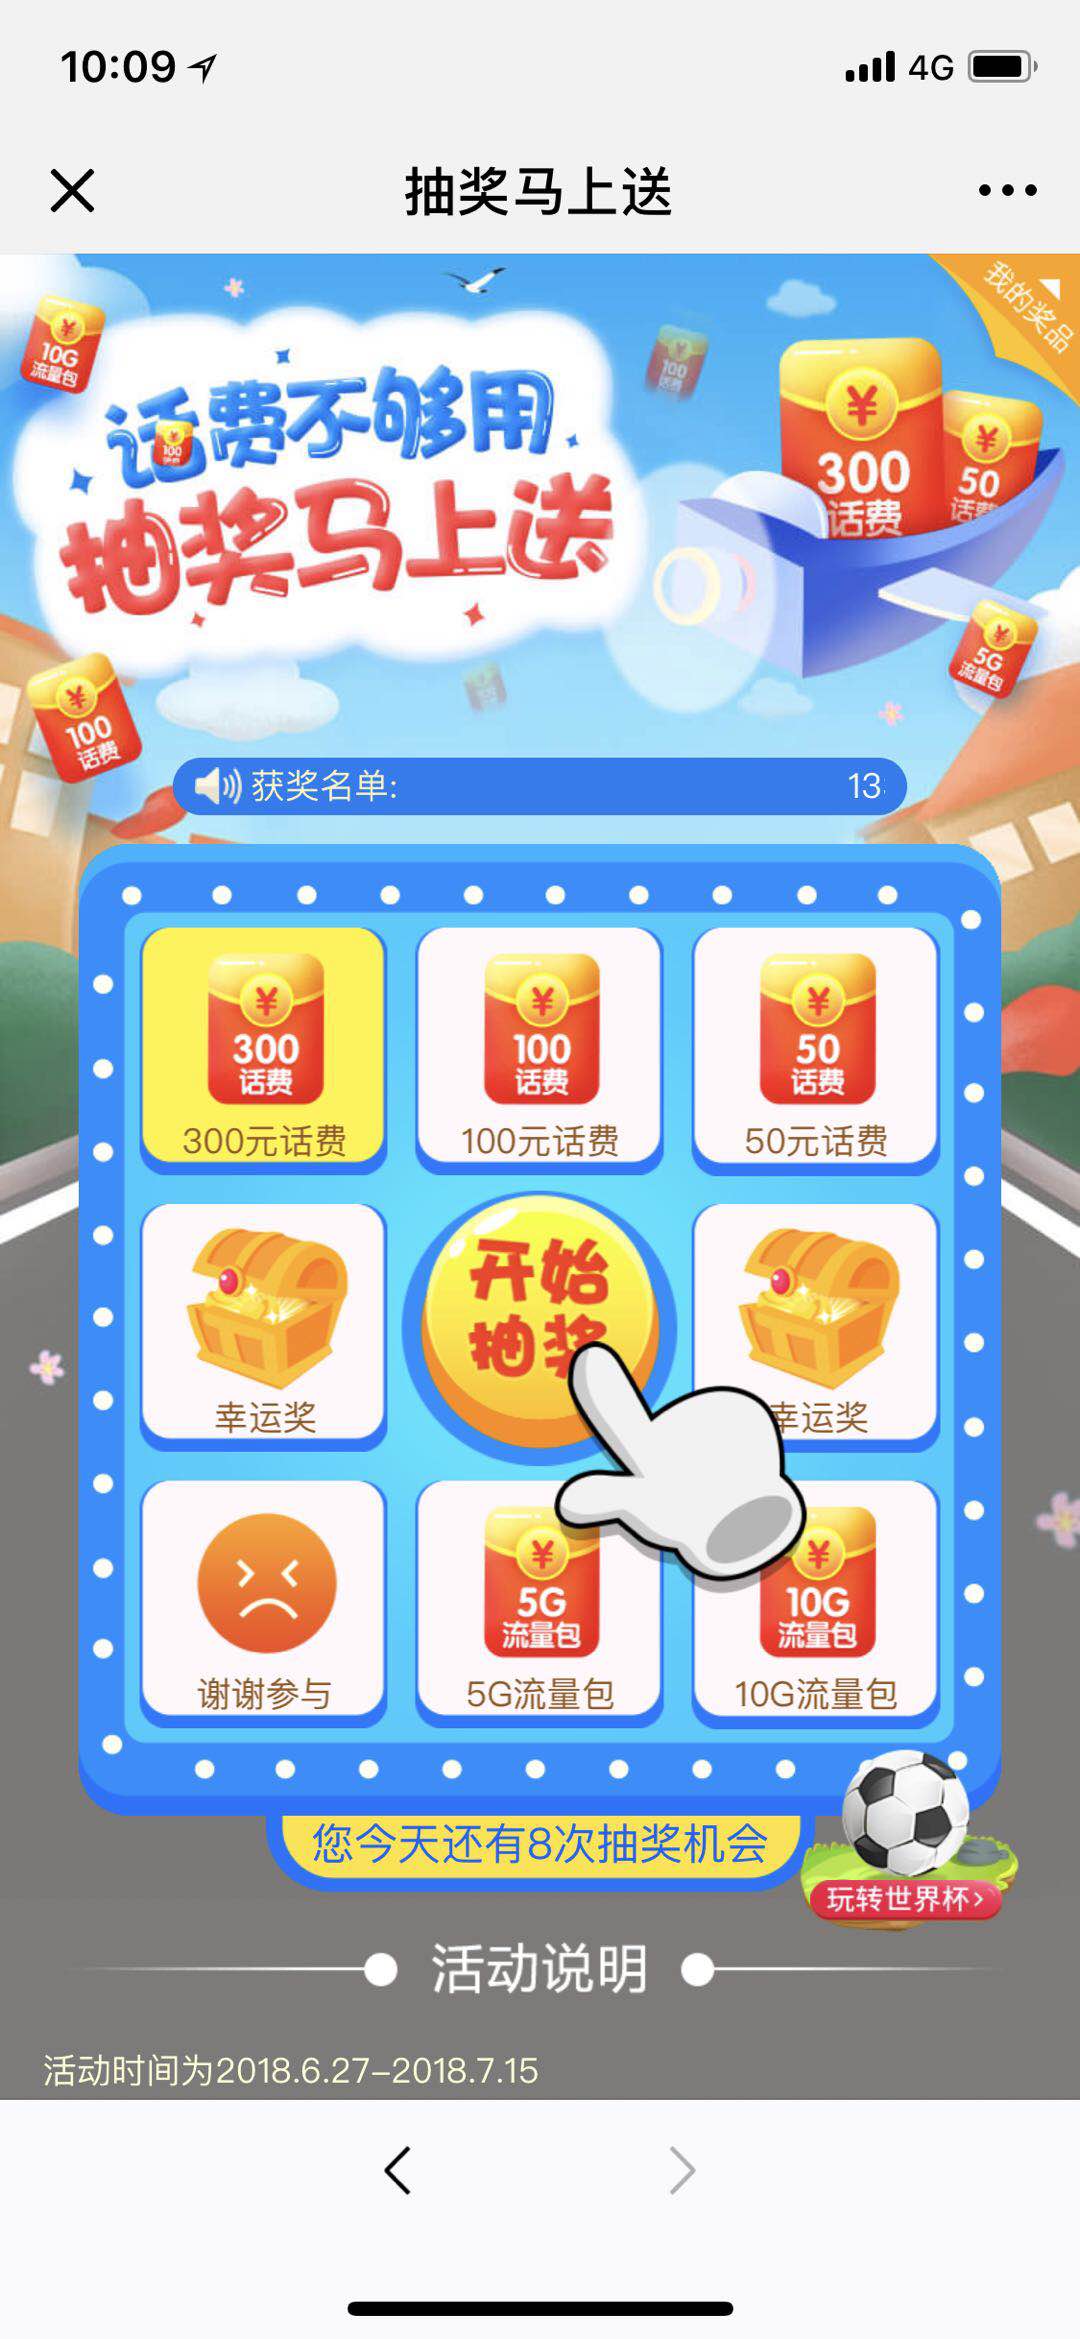 10:09
4G
抽奖马上送
我的奖品
10G
流量包
100
话费
话费不够用
100
抽奖马上送
300
话费
50
话费
5G
流量包
100
话费
获奖名单:
13
¥
300
话费
300元话费
¥
100
话费
100元话费
¥
50
话费
50元话费
幸运奖
开始
抽奖
幸运奖
谢谢参与
¥
5G
流量包
5G流量包
¥
10G
流量包
10G流量包
您今天还有8次抽奖机会
玩转世界杯>
活动说明
活动时间为2018.6.27-2018.7.15